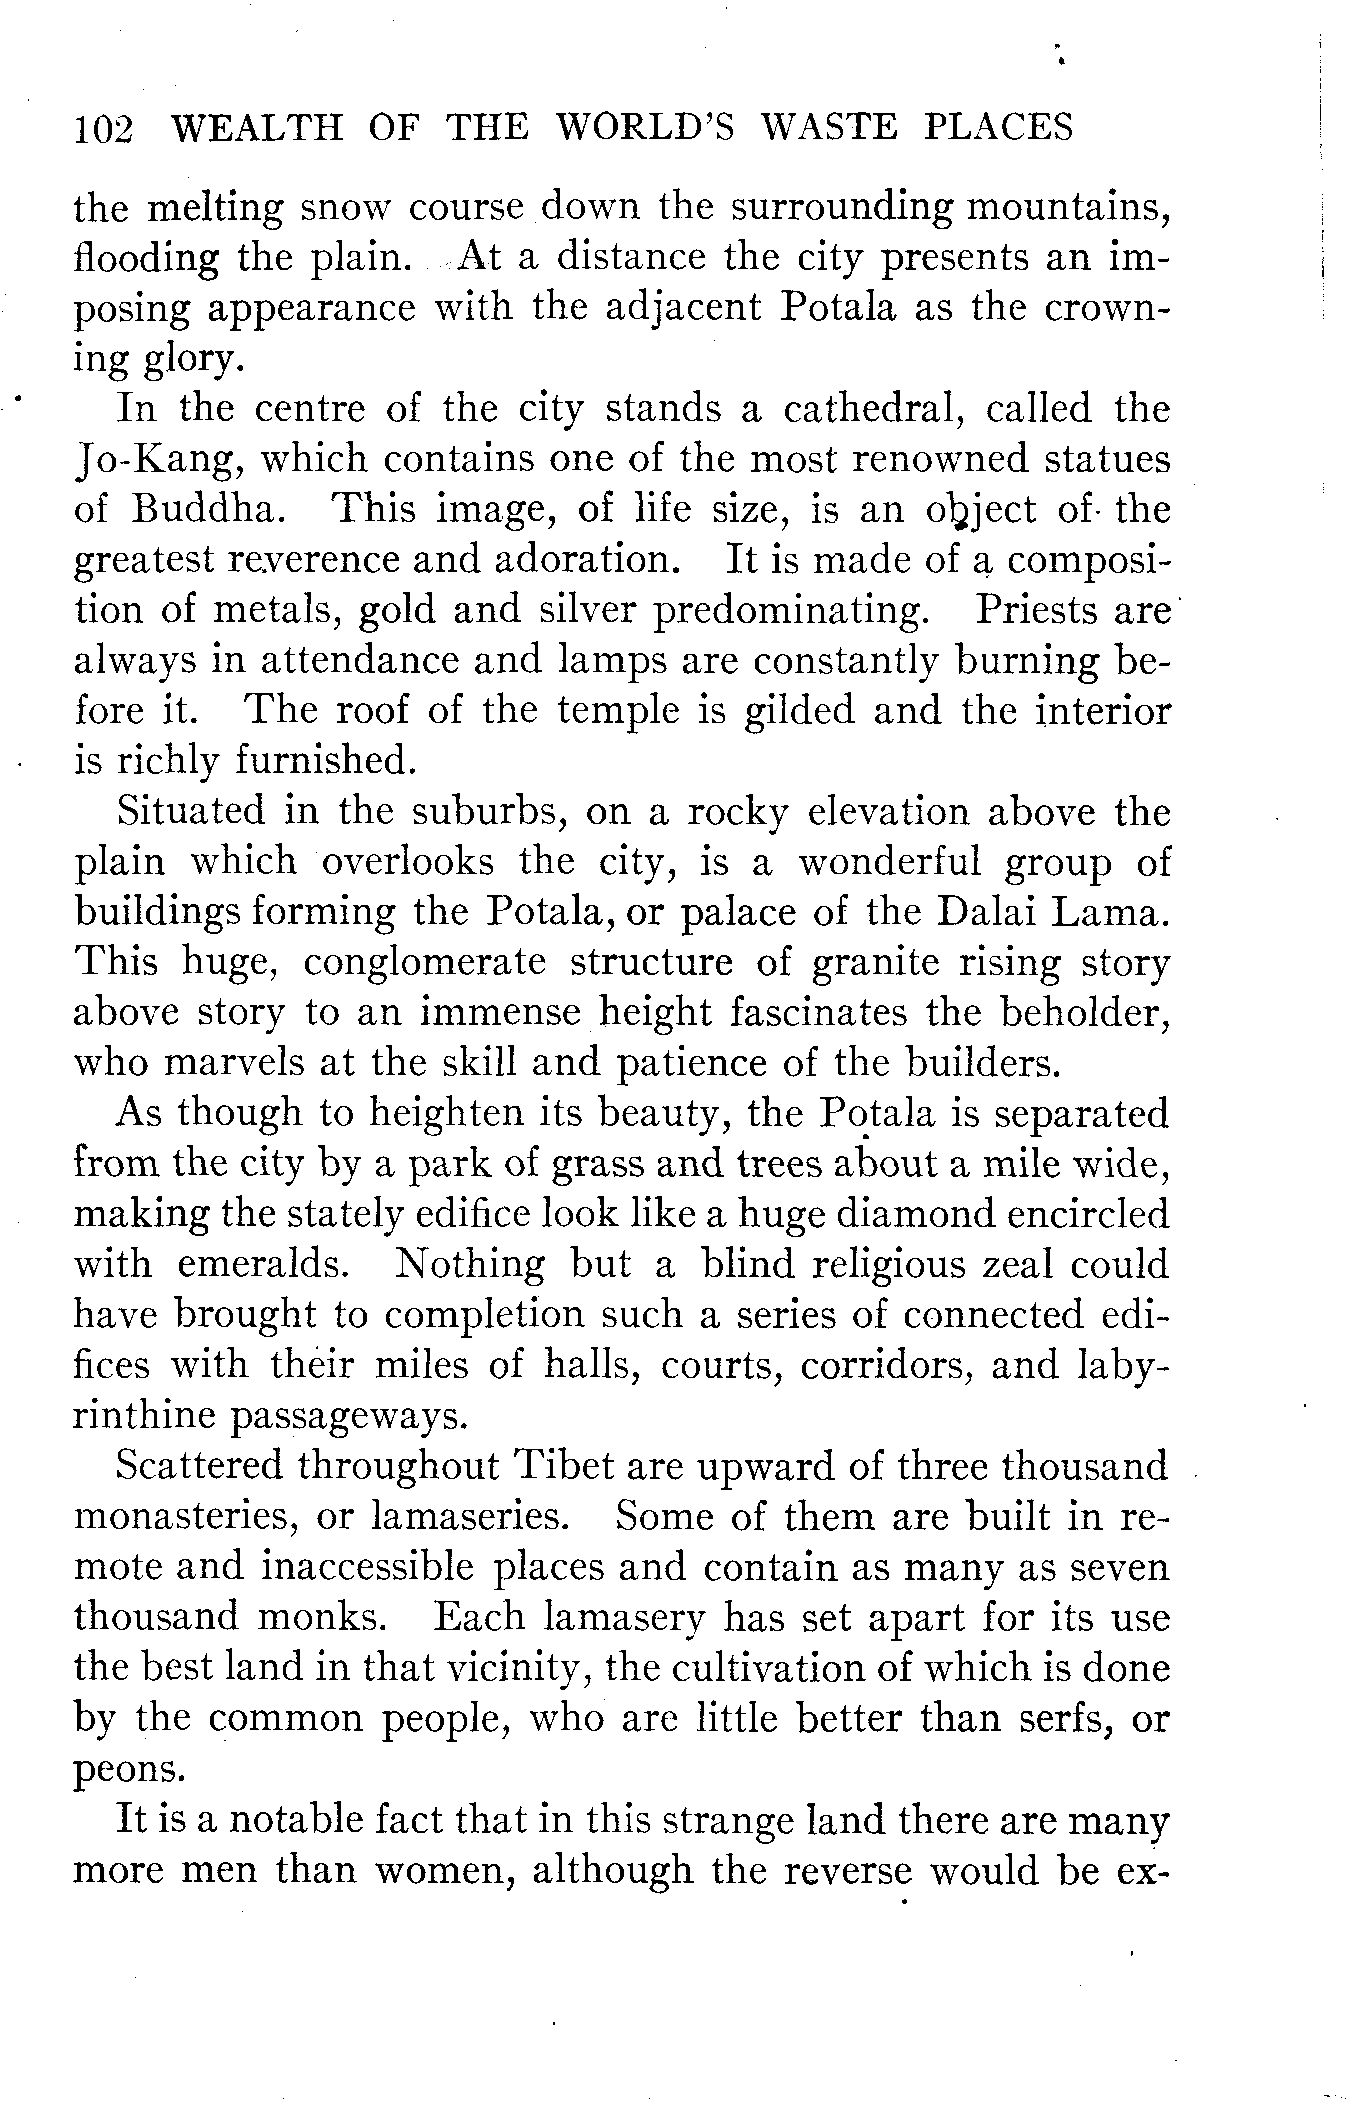 102 WEALTH OF THE WORLD'S WASTE PLACES
the melting snow course down the surrounding mountains,
flooding the plain. At a distance the city presents an im-
posing appearance with the adjacent Potala as the crown-
ing glory.
In the centre of the city stands a cathedral, called the
Jo-Kang, which contains one of the most renowned statues
of Buddha. This image, of life size, is an object of the
greatest reverence and adoration. It is made of a composi-
tion of metals, gold and silver predominating. Priests are
always in attendance and lamps are constantly burning be-
fore it. The roof of the temple is gilded and the interior
is richly furnished.
Situated in the suburbs, on a rocky elevation above the
plain which overlooks the city, is a wonderful group of
buildings forming the Potala, or palace of the Dalai Lama.
This huge, conglomerate structure of granite rising story
above story to an immense height fascinates the beholder,
who marvels at the skill and patience of the builders.
As though to heighten its beauty, the Potala is separated
from the city by a park of grass and trees about a mile wide,
making the stately edifice look like a huge diamond encircled
with emeralds. Nothing but a blind religious zeal could
have brought to completion such a series of connected edi-
fices with their miles of halls, courts, corridors, and laby-
rinthine passageways.
Scattered throughout Tibet are upward of three thousand
monasteries, or lamaseries. Some of them are built in re-
mote and inaccessible places and contain as many as seven
thousand monks. Each lamasery has set apart for its use
the best land in that vicinity, the cultivation of which is done
by the common people, who are little better than serfs, or
peons.
It is a notable fact that in this strange land there are many
more men than women, although the reverse would be ex-